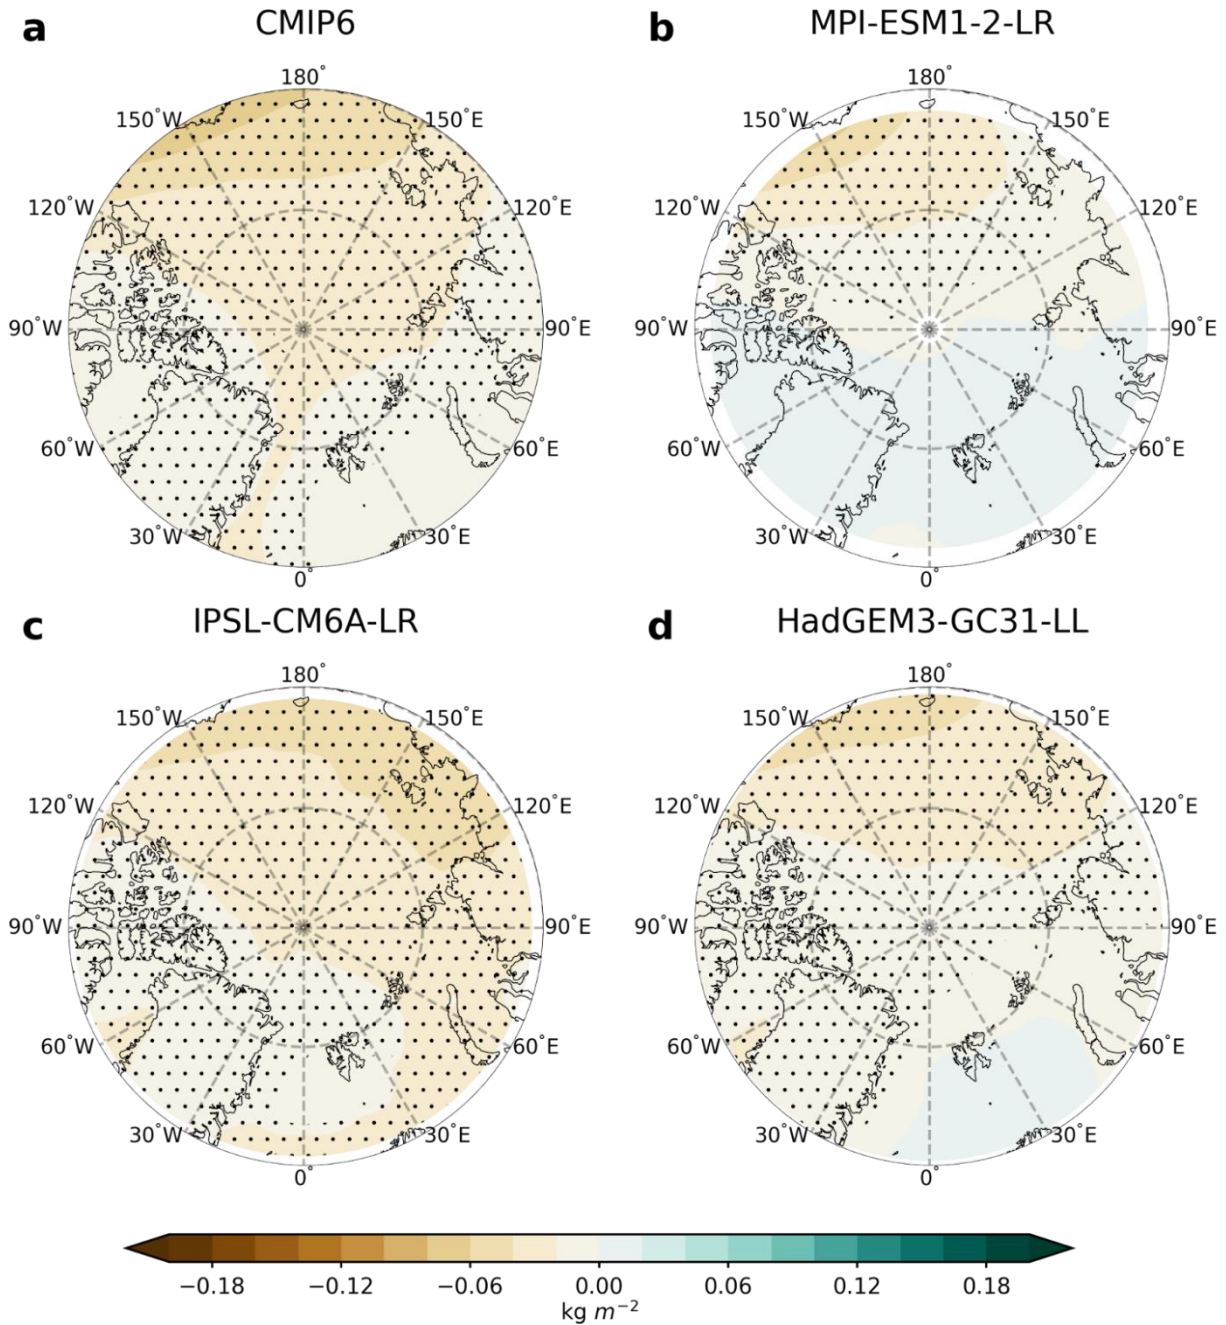 a CMIP6
b MPI-ESM1-2-LR
180°
150°W
150°E
120°W
120°E
90°W
90°E
60°W
60°E
30°W
30°E
0°
180°
150°W
150°E
120°W
120°E
90°W
90°E
60°W
60°E
30°W
30°E
0°
c IPSL-CM6A-LR
d HadGEM3-GC31-LL
180°
150°W
150°E
120°W
120°E
90°W
90°E
60°W
60°E
30°W
30°E
0°
180°
150°W
150°E
120°W
120°E
90°W
90°E
60°W
60°E
30°W
30°E
0°
−0.18 −0.12 −0.06 0.00 0.06 0.12 0.18
kg m⁻²